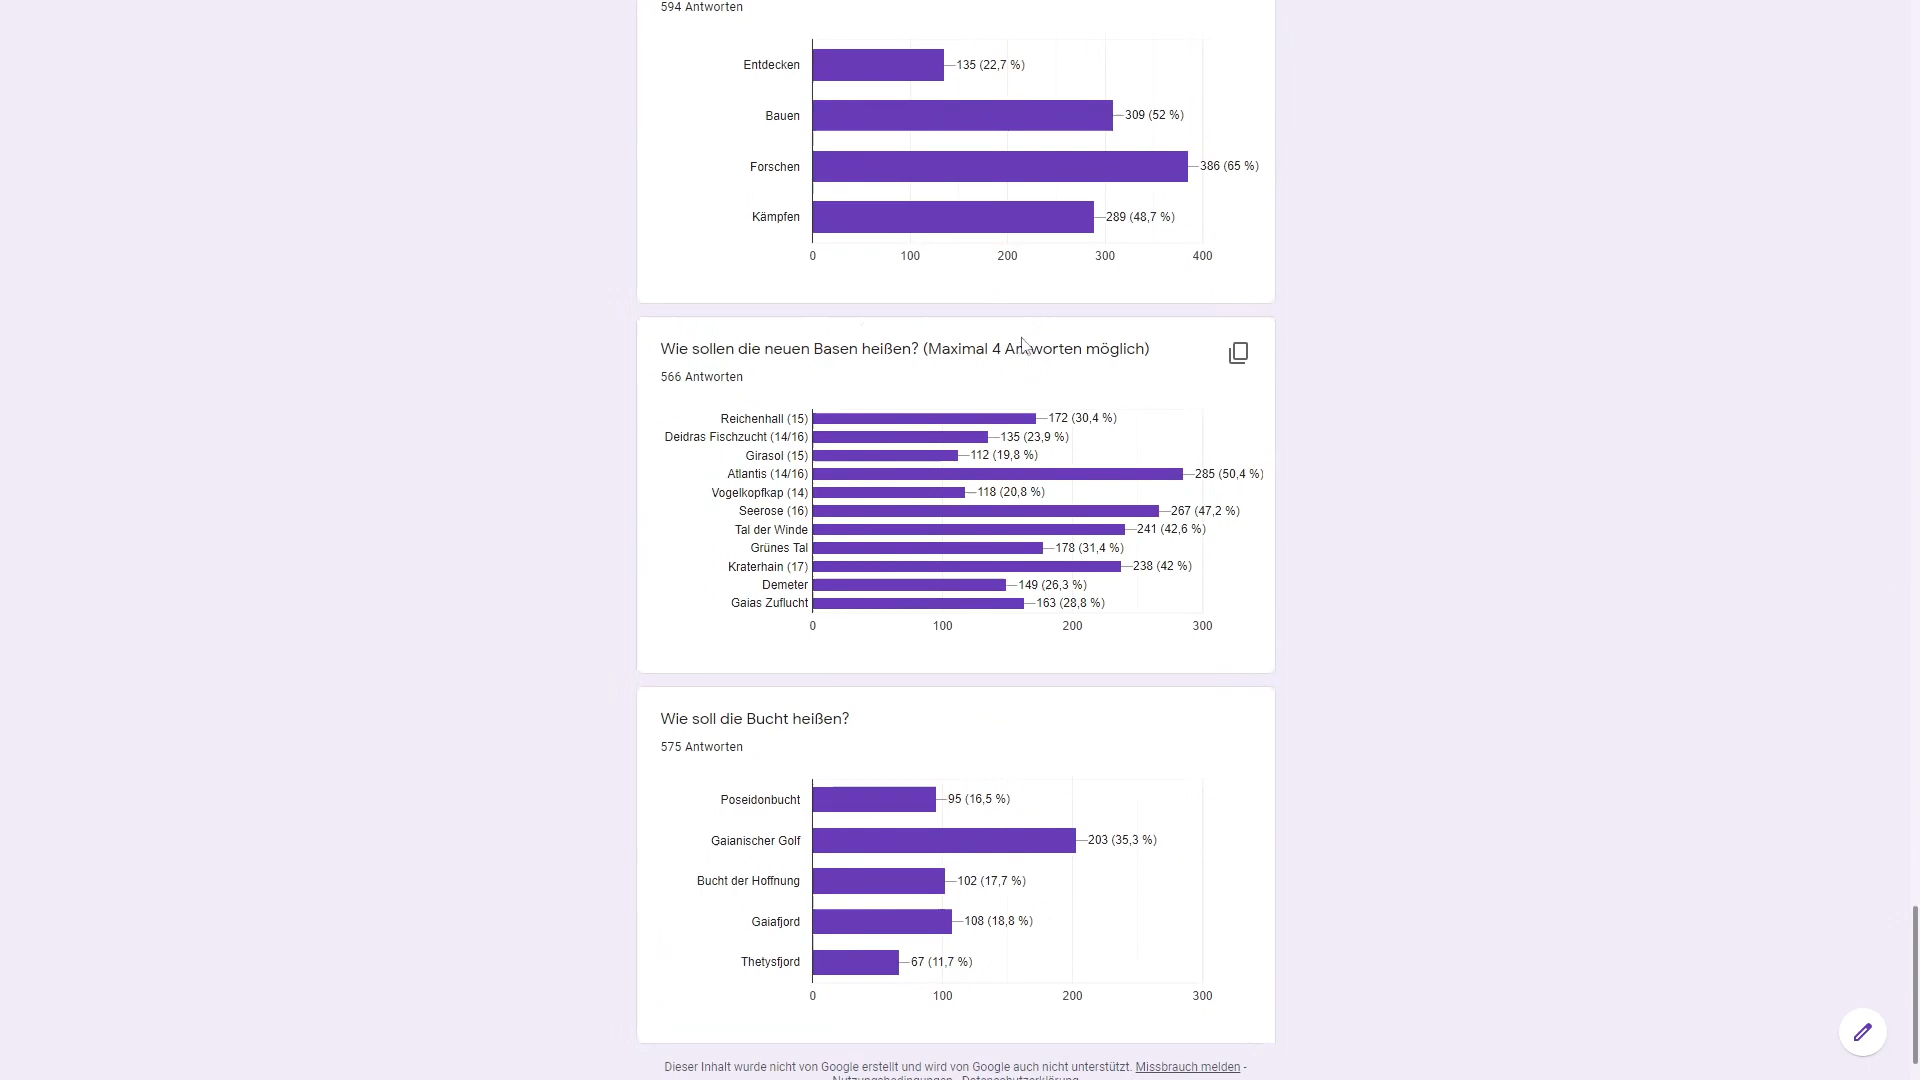 594 Antworten
Entdecken 135 (22,7 %)
Bauen 309 (52 %)
Forschen 386 (65 %)
Kämpfen 289 (48,7 %)
0 100 200 300 400
Wie sollen die neuen Basen heißen? (Maximal 4 Antworten möglich)
566 Antworten
Reichenhall (15) 172 (30,4 %)
Deidras Fischzucht (14/16) 135 (23,9 %)
Girasol (15) 112 (19,8 %)
Atlantis (14/16) 285 (50,4 %)
Vogelkopfkap (14) 118 (20,8 %)
Seerose (16) 267 (47,2 %)
Tal der Winde 241 (42,6 %)
Grünes Tal 178 (31,4 %)
Kraterhain (17) 238 (42 %)
Demeter 149 (26,3 %)
Gaias Zuflucht 163 (28,8 %)
0 100 200 300
Wie soll die Bucht heißen?
575 Antworten
Poseidonbucht 95 (16,5 %)
Gaianischer Golf 203 (35,3 %)
Bucht der Hoffnung 102 (17,7 %)
Gaiafjord 108 (18,8 %)
Thetysfjord 67 (11,7 %)
0 100 200 300
Dieser Inhalt wurde nicht von Google erstellt und wird von Google auch nicht unterstützt. Missbrauch melden -
Nutzungsbedingungen - Datenschutzerklärung